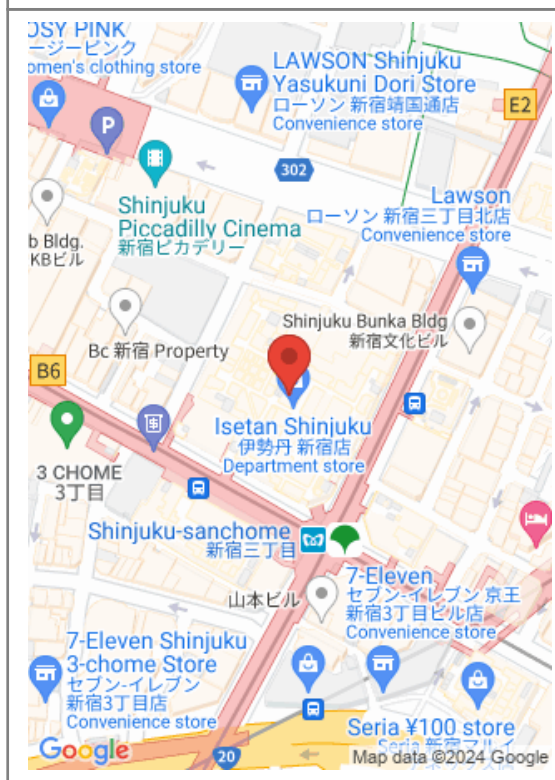 OSY PINK
ージーピンク
omen's clothing store
P
LAWSON Shinjuku
Yasukuni Dori Store
ローソン 新宿靖国通店
Convenience store
E2
302
Shinjuku
Piccadilly Cinema
新宿ピカデリー
Lawson
ローソン 新宿三丁目北店
Convenience store
b Bldg.
KBビル
Shinjuku Bunka Bldg
新宿文化ビル
Bc 新宿 Property
B6
Isetan Shinjuku
伊勢丹 新宿店
Department store
3 CHOME
3丁目
Shinjuku-sanchome
新宿三丁目
山本ビル
7-Eleven
セブン-イレブン 京王
新宿3丁目ビル店
Convenience store
7-Eleven Shinjuku
3-chome Store
セブン-イレブン
新宿3丁目店
Convenience store
Seria ¥100 store
Seria 新宿マルイ
Google
20
Map data ©2024 Google